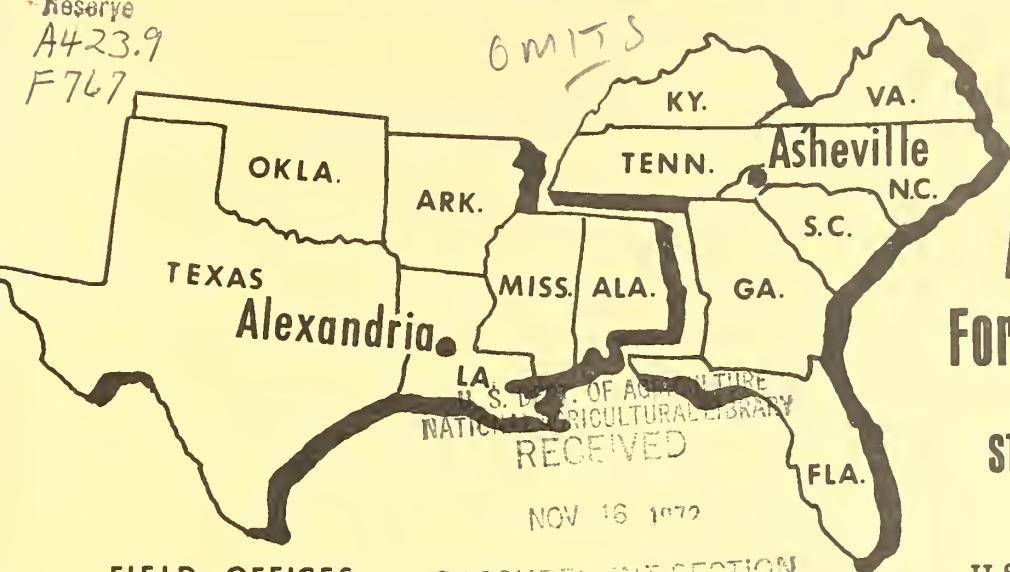 Reserve
A423.9
F767
OMITS
KY.
VA.
OKLA.
TENN.
Asheville
ARK.
N.C.
S.C.
TEXAS
MISS.
ALA.
GA.
Alexandria
LA.
U. S. DEPT. OF AGRICULTURE
NATIONAL AGRICULTURAL LIBRARY
RECEIVED
FLA.
NOV 16 1972
FIELD OFFICES